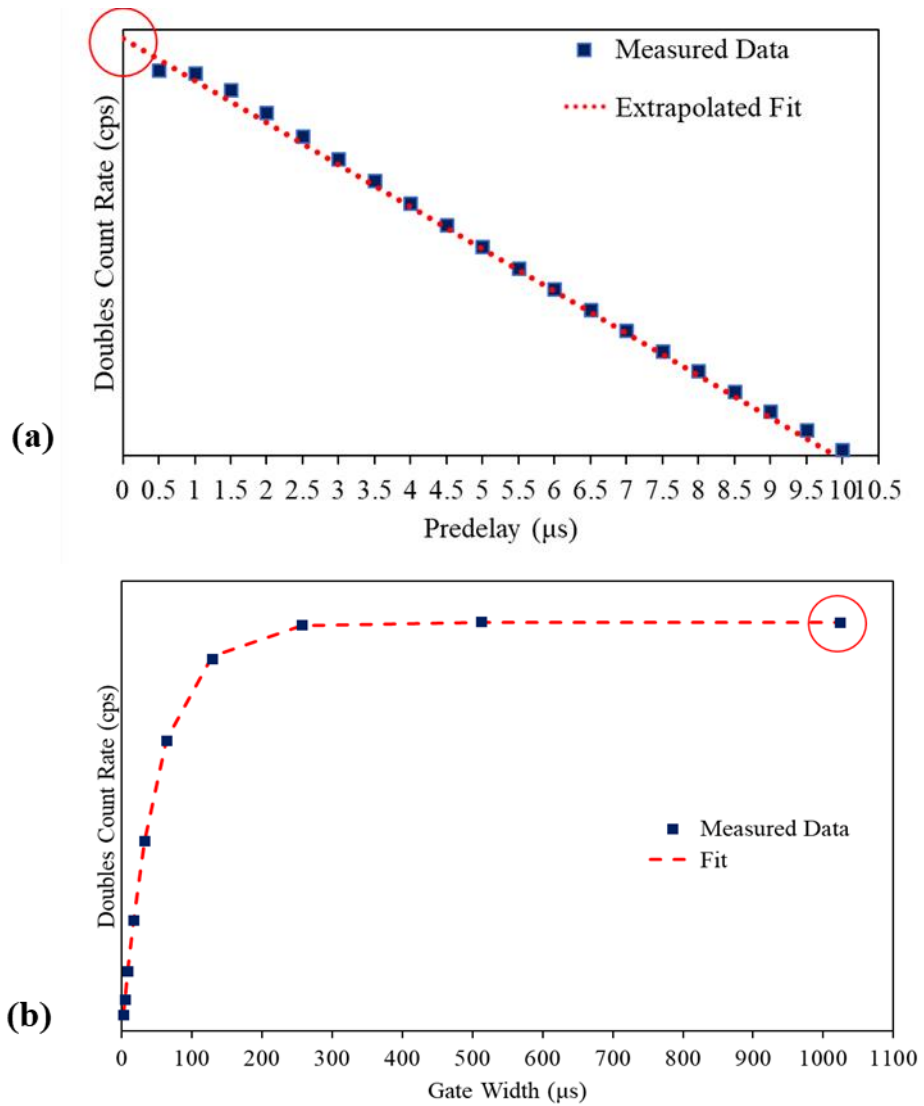 Measured Data
Extrapolated Fit
Doubles Count Rate (cps)
(a)
0 0.5 1 1.5 2 2.5 3 3.5 4 4.5 5 5.5 6 6.5 7 7.5 8 8.5 9 9.5 10 10.5
Predelay (µs)
Doubles Count Rate (cps)
Measured Data
Fit
(b)
0 100 200 300 400 500 600 700 800 900 1000 1100
Gate Width (µs)